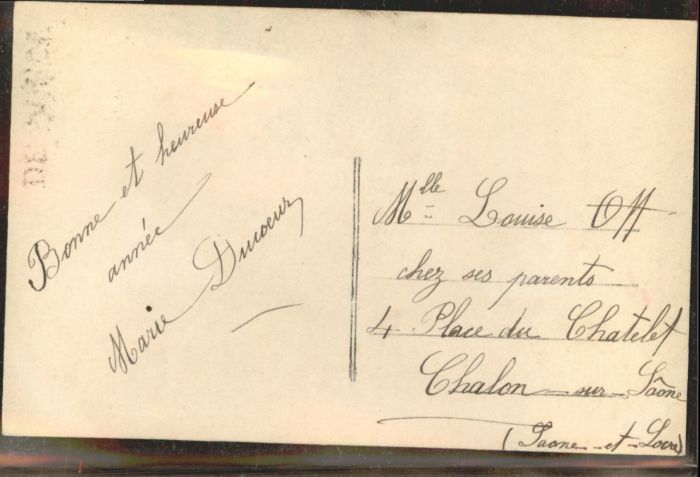 Bonne et heureuse
année
Marie Ducœur
Mlle Louise Off
chez ses parents
4 Place du Chatelet
Chalon-sur-Saône
(Saone-et-Loire)